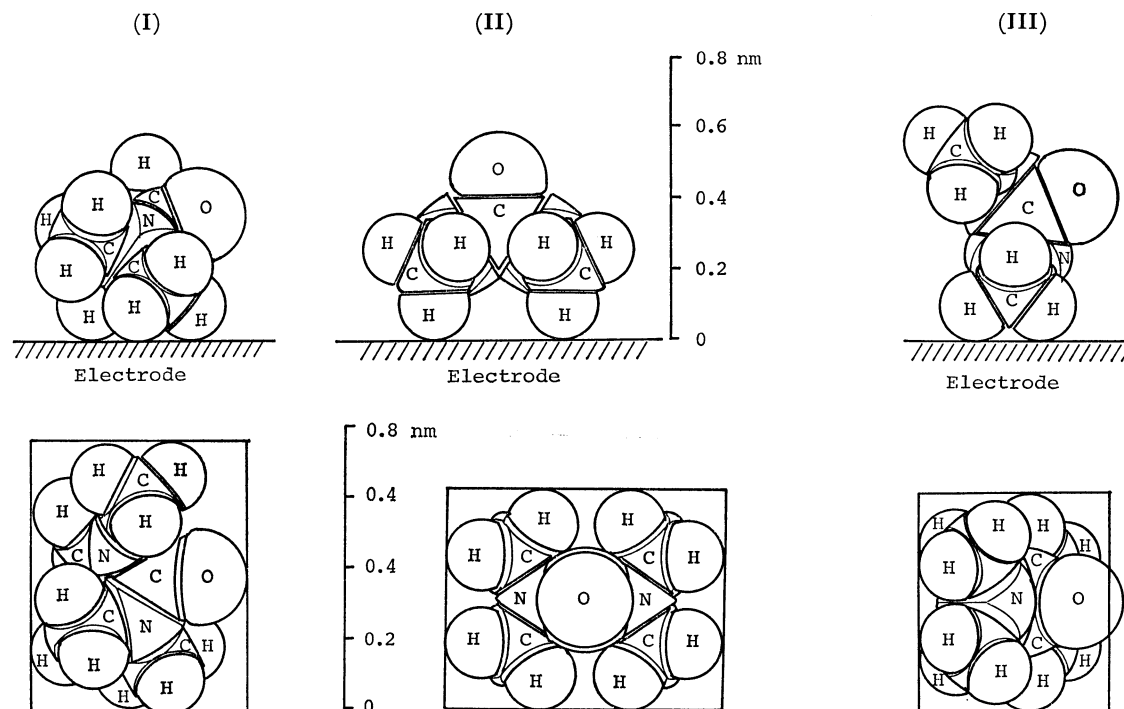 (I) (II) (III)
0.8 nm
0.6
0.4
0.2
0
H
H O
H C N
H C H
H C
H H H
O
C
H H H H
C C
H H
H H
C
H C O
H N
C
H H
Electrode Electrode Electrode
0.8 nm
0.4
0.4
0.2
0
H C H
H H
C N
C O
H C N
H H C H
H H
H H
H C C H
N O N
H C C H
H H
H H H
H C H
N O
H C H
H H H